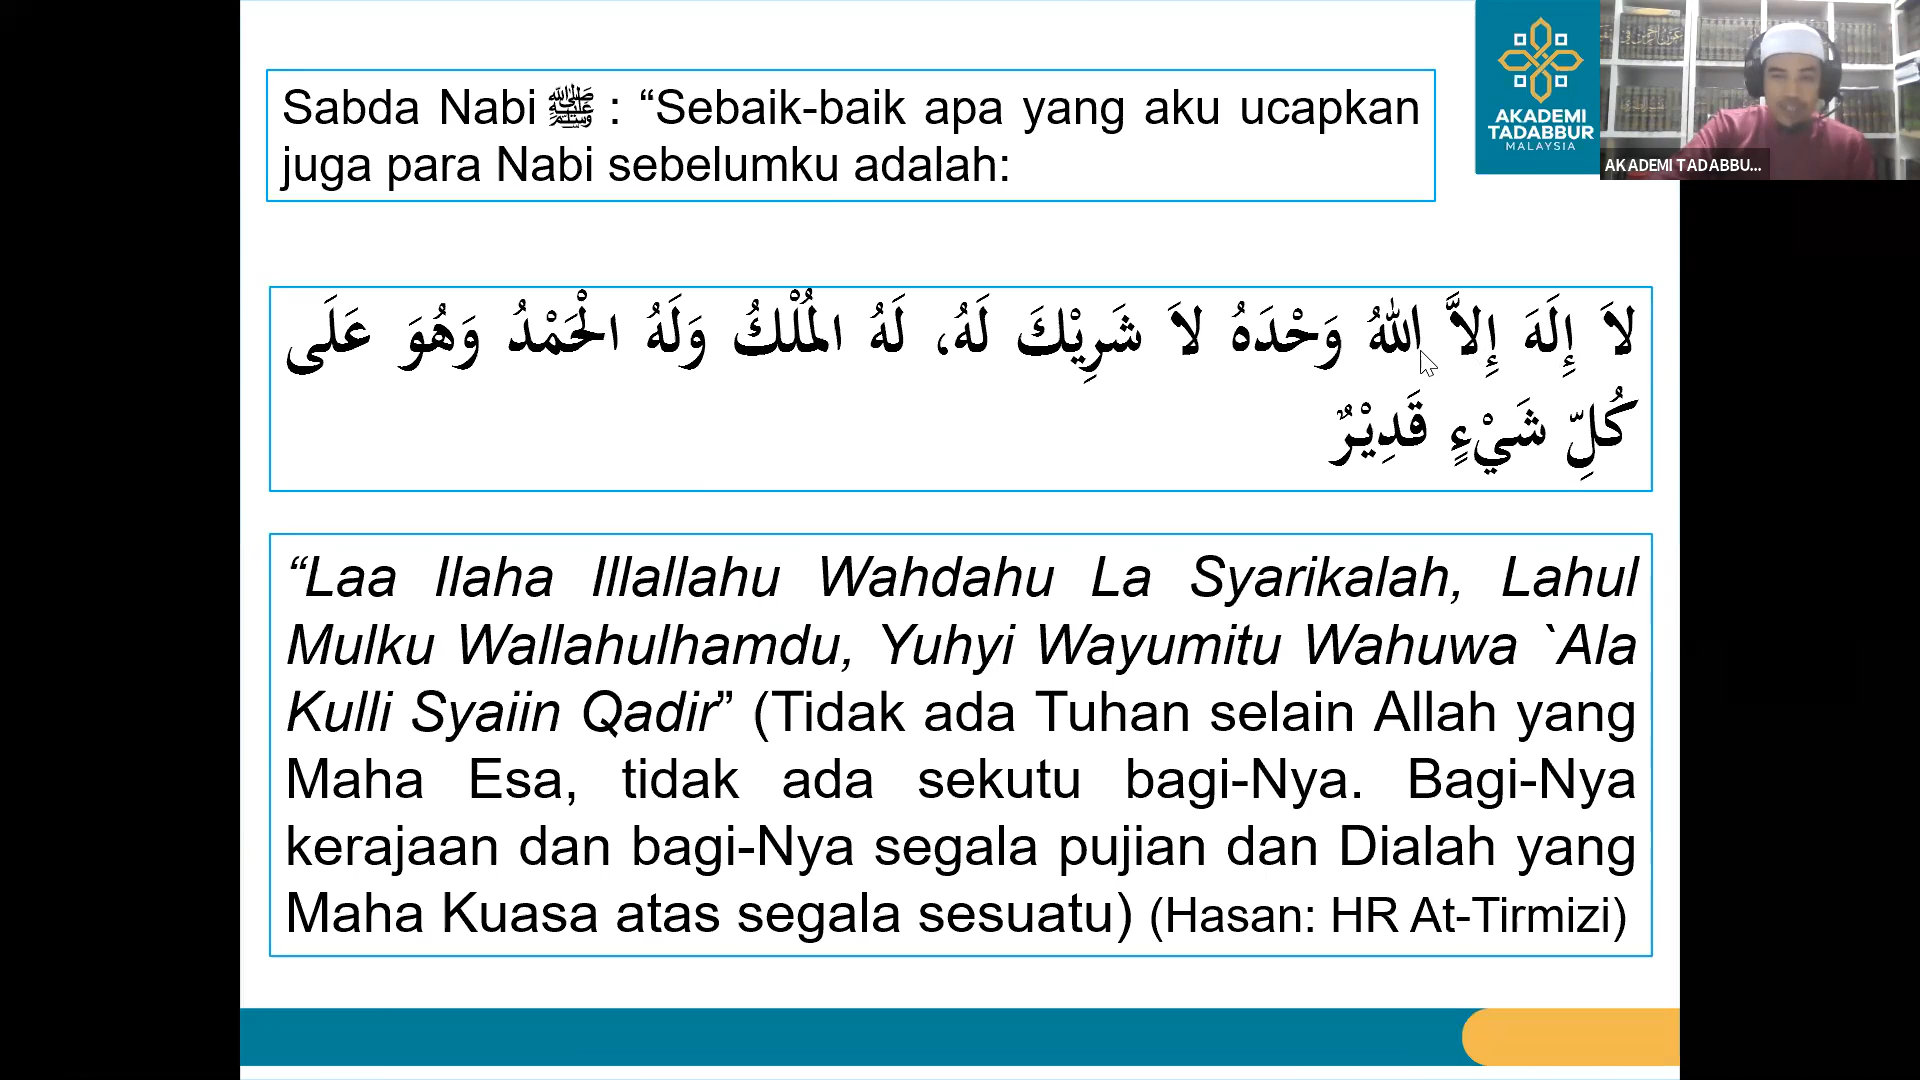 Sabda Nabi ﷺ : “Sebaik-baik apa yang aku ucapkan
juga para Nabi sebelumku adalah:
AKADEMI
TADABBUR
MALAYSIA
AKADEMI TADABBU...
لاَ إِلَهَ إِلاَّ اللهُ وَحْدَهُ لاَ شَرِيْكَ لَهُ، لَهُ الْمُلْكُ وَلَهُ الْحَمْدُ وَهُوَ عَلَى
كُلِّ شَيْءٍ قَدِيْرٌ
“Laa Ilaha Illallahu Wahdahu La Syarikalah, Lahul
Mulku Wallahulhamdu, Yuhyi Wayumitu Wahuwa `Ala
Kulli Syaiin Qadir” (Tidak ada Tuhan selain Allah yang
Maha Esa, tidak ada sekutu bagi-Nya. Bagi-Nya
kerajaan dan bagi-Nya segala pujian dan Dialah yang
Maha Kuasa atas segala sesuatu) (Hasan: HR At-Tirmizi)